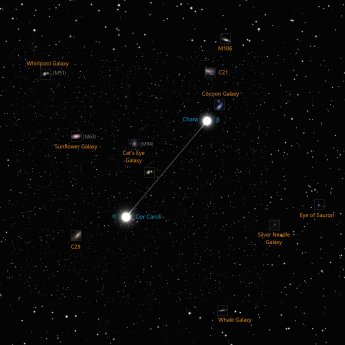 M106
Whirlpool Galaxy
(M51)
C21
Cocoon Galaxy
Chara
β
(M63)
Sunflower Galaxy
(M94)
Cat's Eye
Galaxy
α
Cor Caroli
Eye of Sauron
Silver Needle
Galaxy
C29
Whale Galaxy